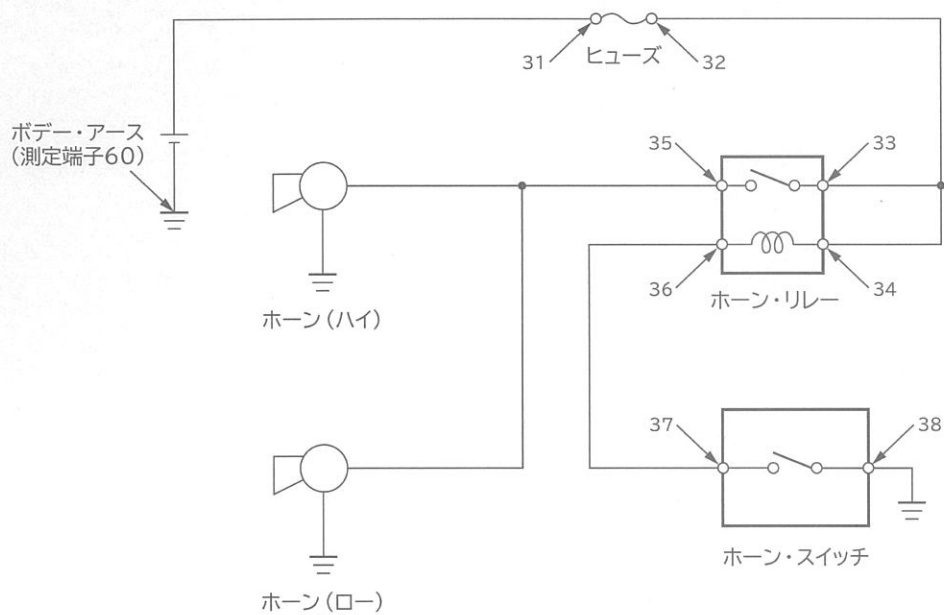 31
ヒューズ
32
ボデー・アース
(測定端子60)
35
33
36
34
ホーン・リレー
ホーン(ハイ)
37
38
ホーン・スイッチ
ホーン(ロー)